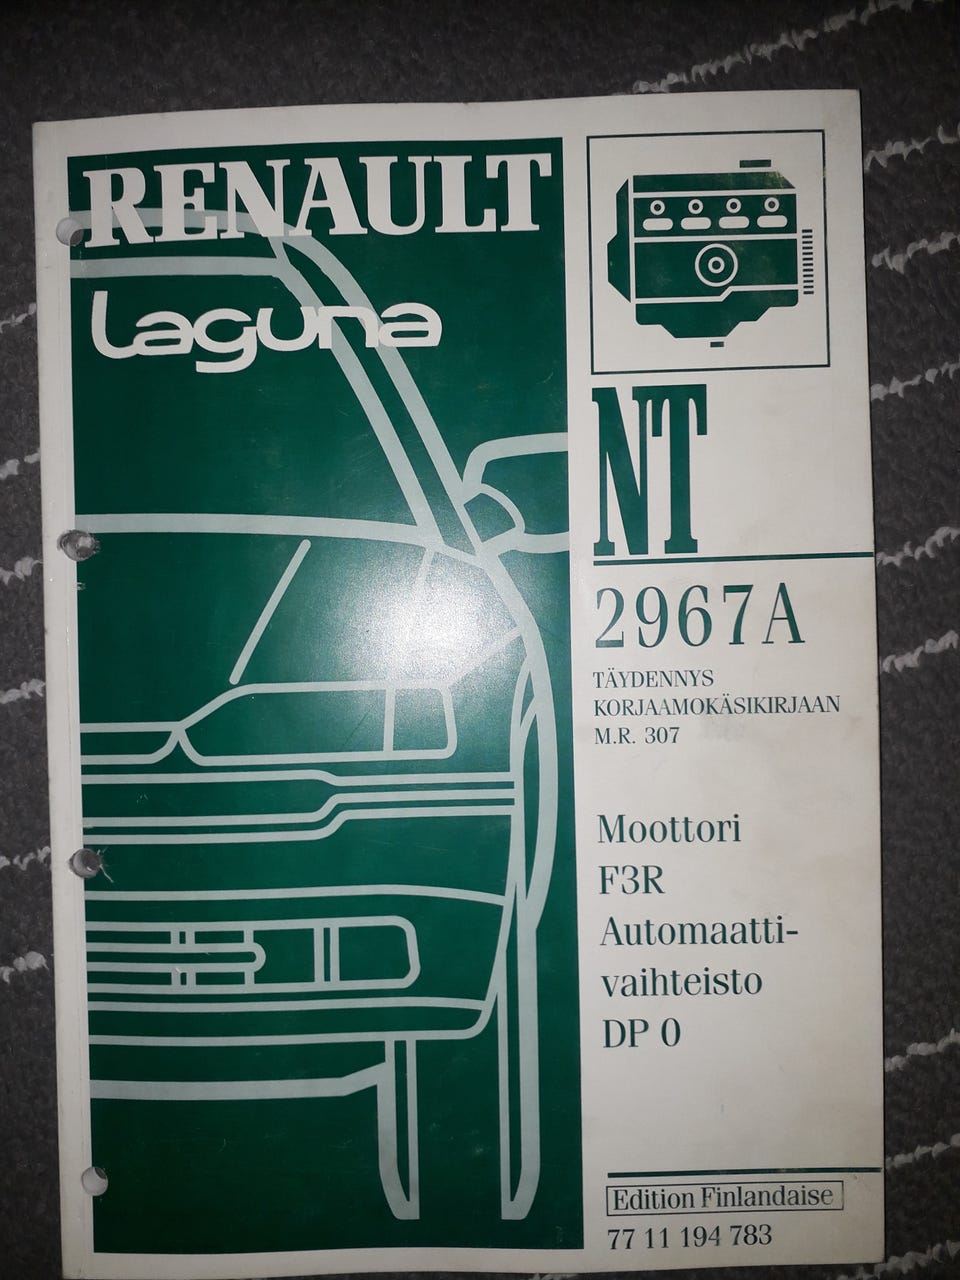 RENAULT
Laguna
NT
2967A
TÄYDENNYS
KORJAAMOKÄSIKIRJAAN
M.R. 307
Moottori
F3R
Automaatti-
vaihteisto
DP 0
Edition Finlandaise
77 11 194 783